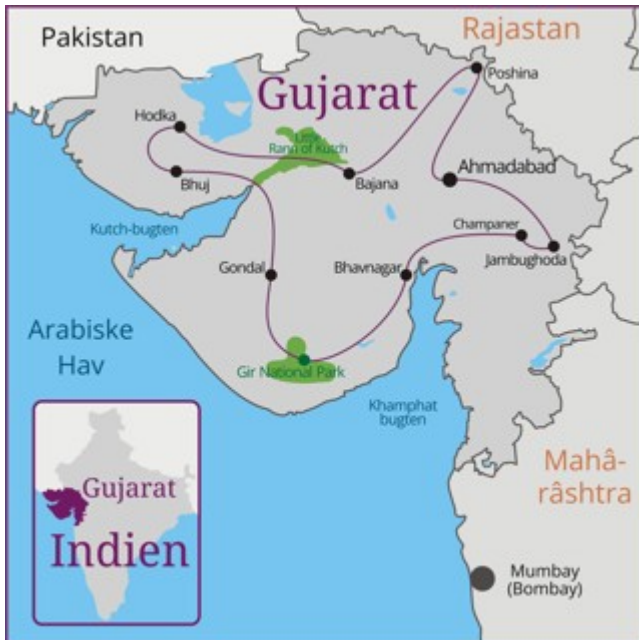 Pakistan
Rajastan
Gujarat
Poshina
Hodka
Little
Rann of Kutch
Bajana
Ahmadabad
Bhuj
Kutch-bugten
Champaner
Jambughoda
Gondal
Bhavnagar
Arabiske
Hav
Gir National Park
Khamphat
bugten
Mahâ-
râshtra
Gujarat
Indien
Mumbay
(Bombay)